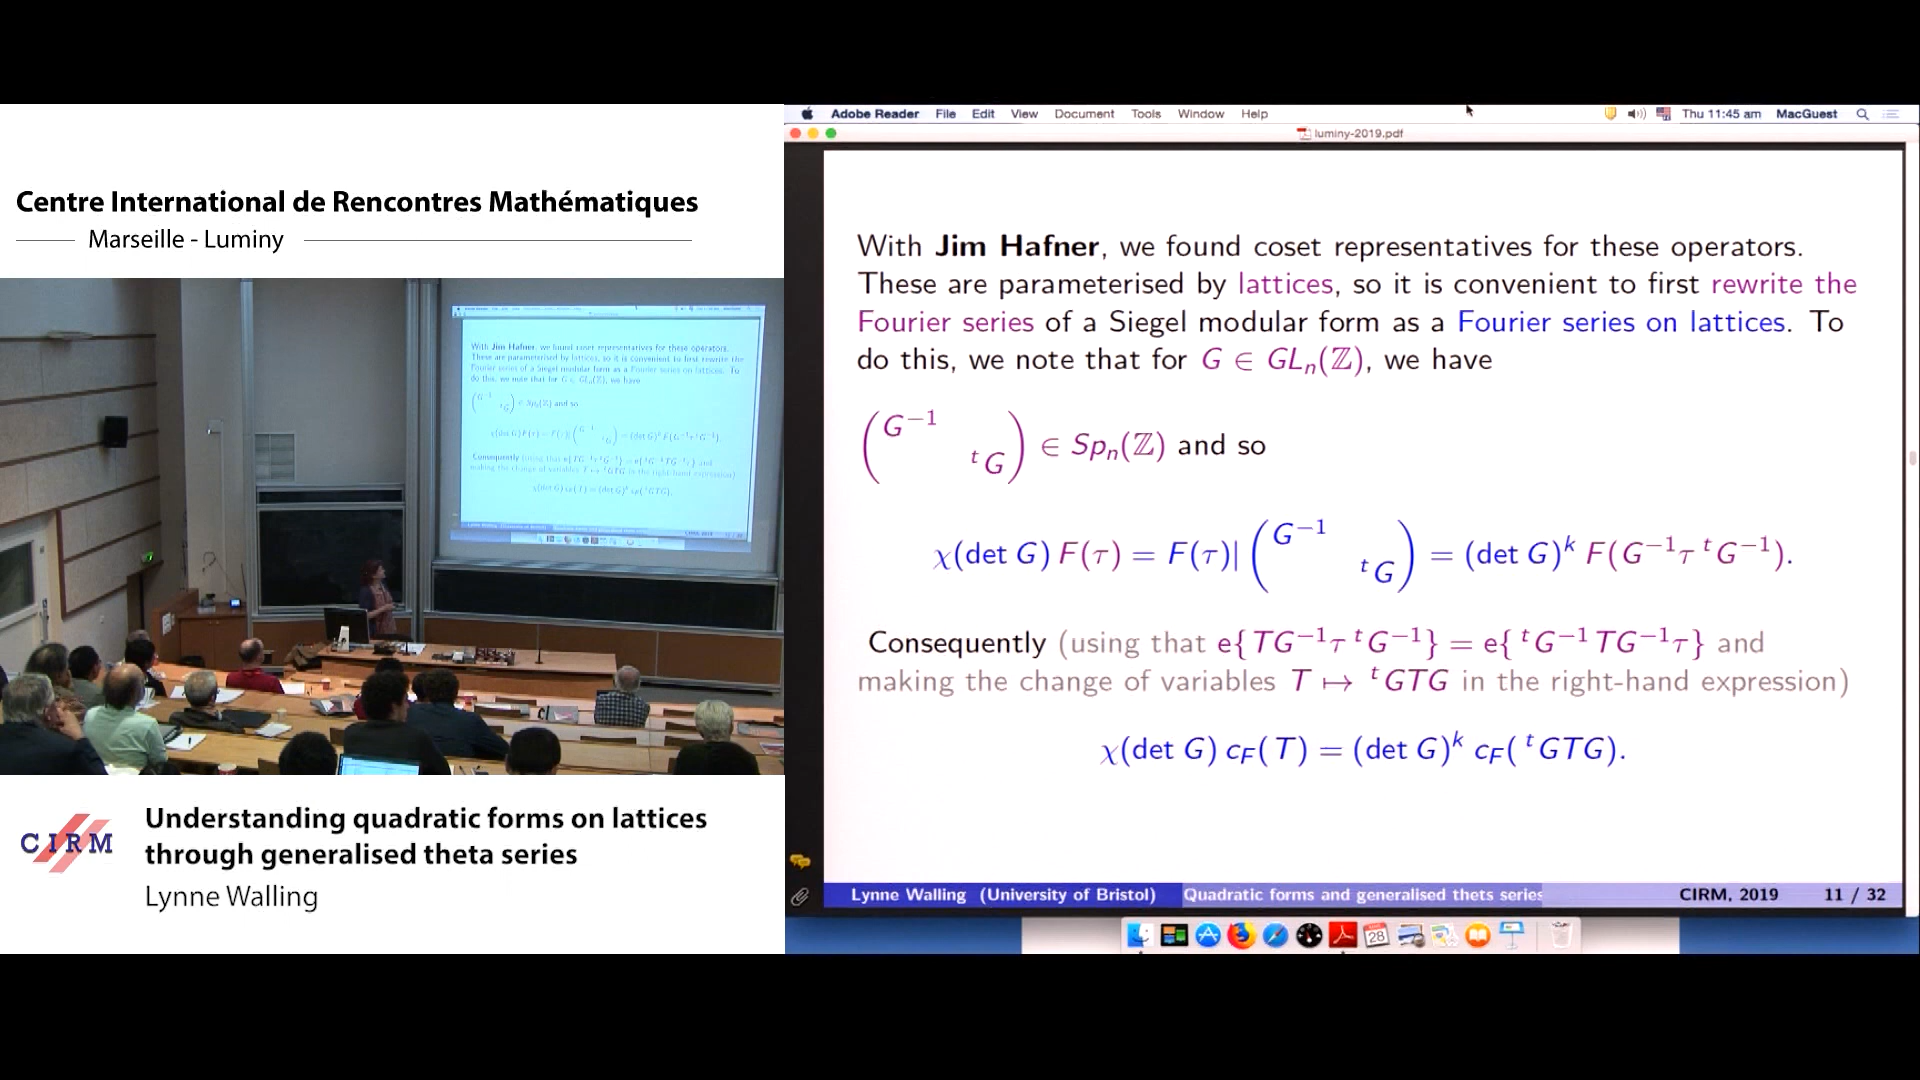 Centre International de Rencontres Mathématiques
Marseille - Luminy
Adobe Reader File Edit View Document Tools Window Help Thu 11:45 am MacGuest
luminy-2019.pdf
With Jim Hafner, we found coset representatives for these operators.
These are parameterised by lattices, so it is convenient to first rewrite the
Fourier series of a Siegel modular form as a Fourier series on lattices. To
do this, we note that for G ∈ GLₙ(ℤ), we have
(G⁻¹ ᵗG) ∈ Spₙ(ℤ) and so
χ(det G) F(τ) = F(τ)| (G⁻¹ ᵗG) = (det G)ᵏ F(G⁻¹τ ᵗG⁻¹).
Consequently (using that e{TG⁻¹τ ᵗG⁻¹} = e{ᵗG⁻¹TG⁻¹τ} and
making the change of variables T ↦ ᵗGTG in the right-hand expression)
χ(det G) c_F(T) = (det G)ᵏ c_F(ᵗGTG).
Lynne Walling (University of Bristol) Quadratic forms and generalised thets series CIRM, 2019 11 / 32
28
CIRM
Understanding quadratic forms on lattices
through generalised theta series
Lynne Walling